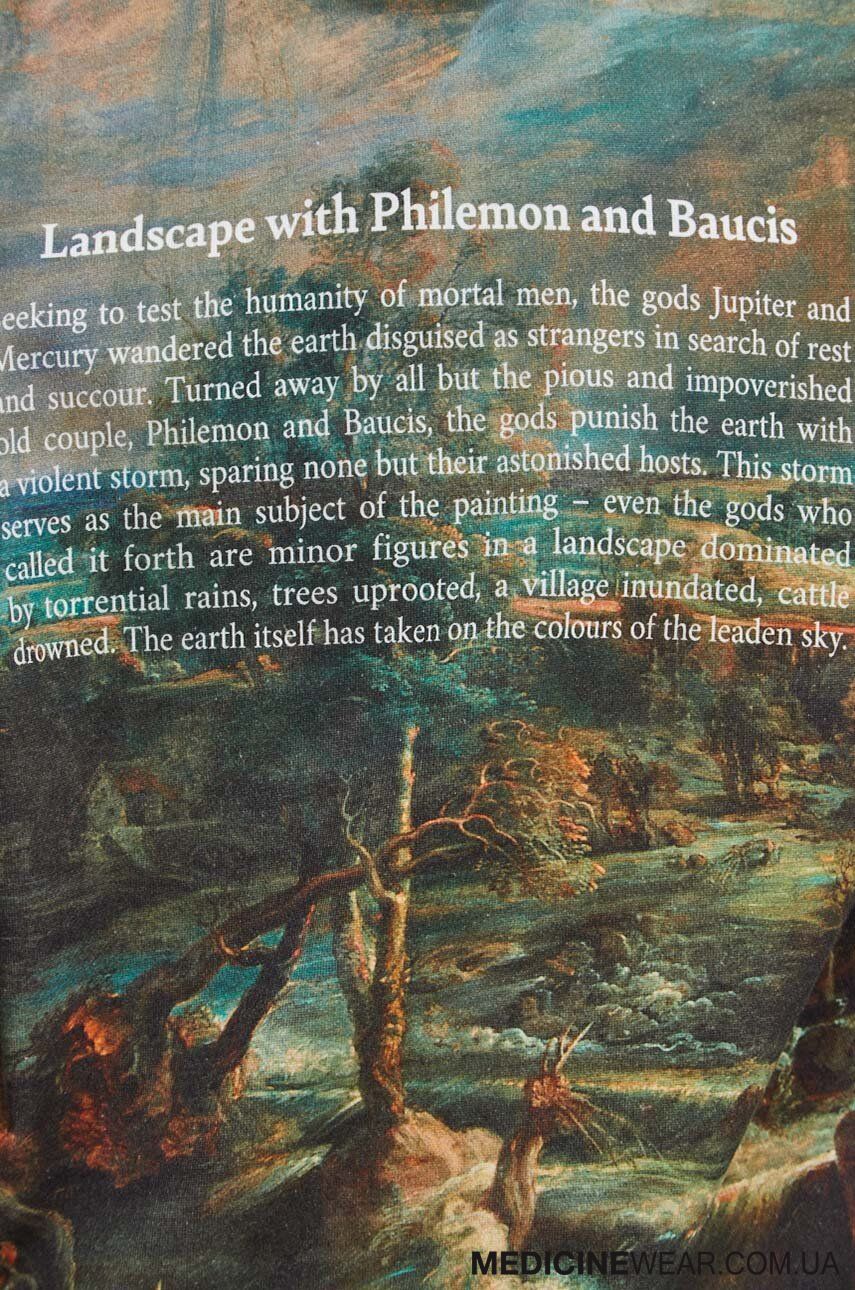 Landscape with Philemon and Baucis
eeking to test the humanity of mortal men, the gods Jupiter and
Mercury wandered the earth disguised as strangers in search of rest
and succour. Turned away by all but the pious and impoverished
old couple, Philemon and Baucis, the gods punish the earth with
a violent storm, sparing none but their astonished hosts. This storm
serves as the main subject of the painting – even the gods who
called it forth are minor figures in a landscape dominated
by torrential rains, trees uprooted, a village inundated, cattle
drowned. The earth itself has taken on the colours of the leaden sky.
MEDICINEWEAR.COM.UA